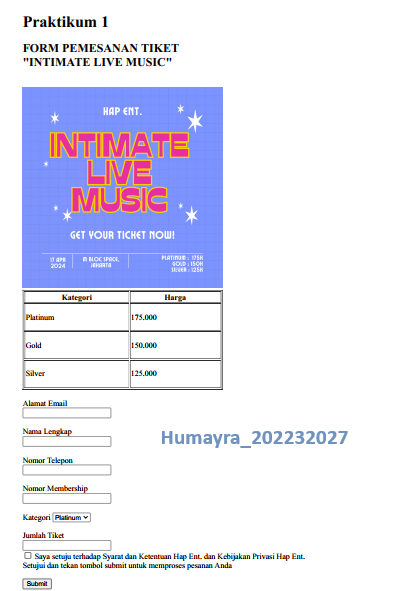 Praktikum 1
FORM PEMESANAN TIKET
"INTIMATE LIVE MUSIC"
HAP ENT.
INTIMATE
LIVE
MUSIC
GET YOUR TICKET NOW!
17 APR
2024
M BLOC SPACE,
JAKARTA
PLATINUM : 175K
GOLD : 150K
SILVER : 125K
Kategori Harga
Platinum 175.000
Gold 150.000
Silver 125.000
Alamat Email
Nama Lengkap
Humayra_202232027
Nomor Telepon
Nomor Membership
Kategori Platinum
Jumlah Tiket
Saya setuju terhadap Syarat dan Ketentuan Hap Ent. dan Kebijakan Privasi Hap Ent.
Setujui dan tekan tombol submit untuk memproses pesanan Anda
Submit